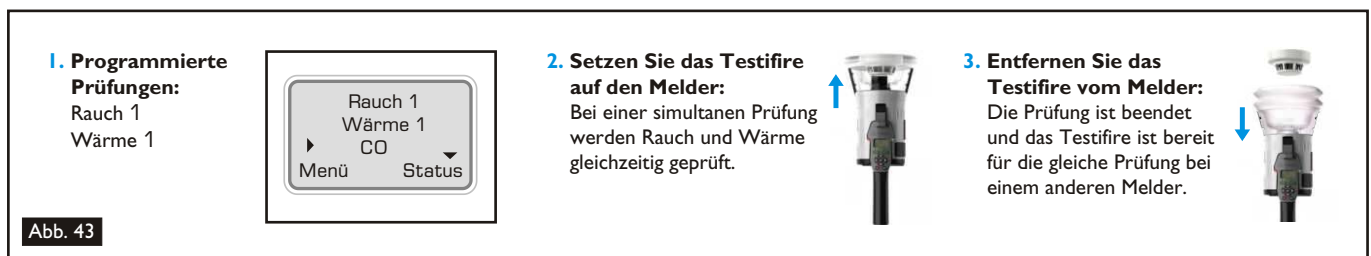 1. Programmierte
Prüfungen:
Rauch 1
Wärme 1
Rauch 1
Wärme 1
CO
Menü Status
2. Setzen Sie das Testifire
auf den Melder:
Bei einer simultanen Prüfung
werden Rauch und Wärme
gleichzeitig geprüft.
3. Entfernen Sie das
Testifire vom Melder:
Die Prüfung ist beendet
und das Testifire ist bereit
für die gleiche Prüfung bei
einem anderen Melder.
Abb. 43